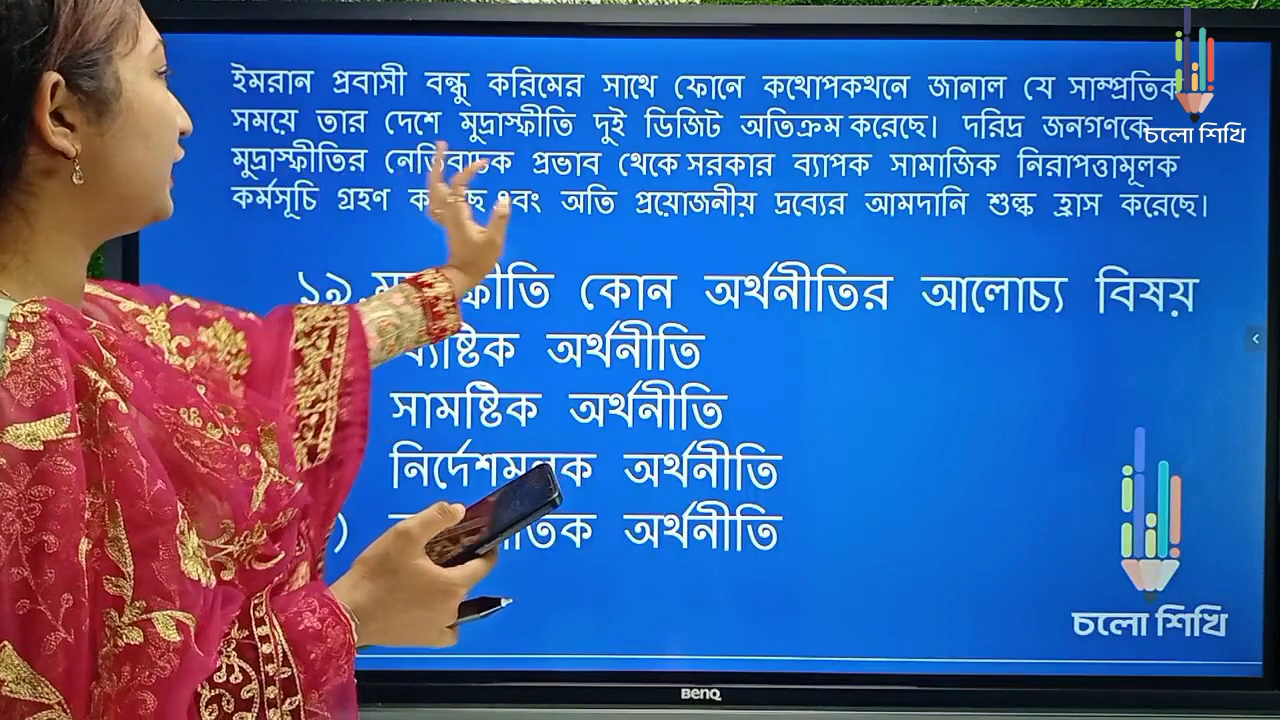 ইমরান প্রবাসী বন্ধু করিমের সাথে ফোনে কথোপকথনে জানাল যে সাম্প্রতিক
সময়ে তার দেশে মুদ্রাস্ফীতি দুই ডিজিট অতিক্রম করেছে। দরিদ্র জনগণকে
মুদ্রাস্ফীতির নেতিবাচক প্রভাব থেকে সরকার ব্যাপক সামাজিক নিরাপত্তামূলক
কর্মসূচি গ্রহণ এবং অতি প্রয়োজনীয় দ্রব্যের আমদানি শুল্ক হ্রাস করেছে।
১৯. কোন অর্থনীতির আলোচ্য বিষয়
ব্যষ্টিক অর্থনীতি
সামষ্টিক অর্থনীতি
নির্দেশমূলক অর্থনীতি
অর্থনীতি
চলো শিখি
চলো শিখি
BenQ